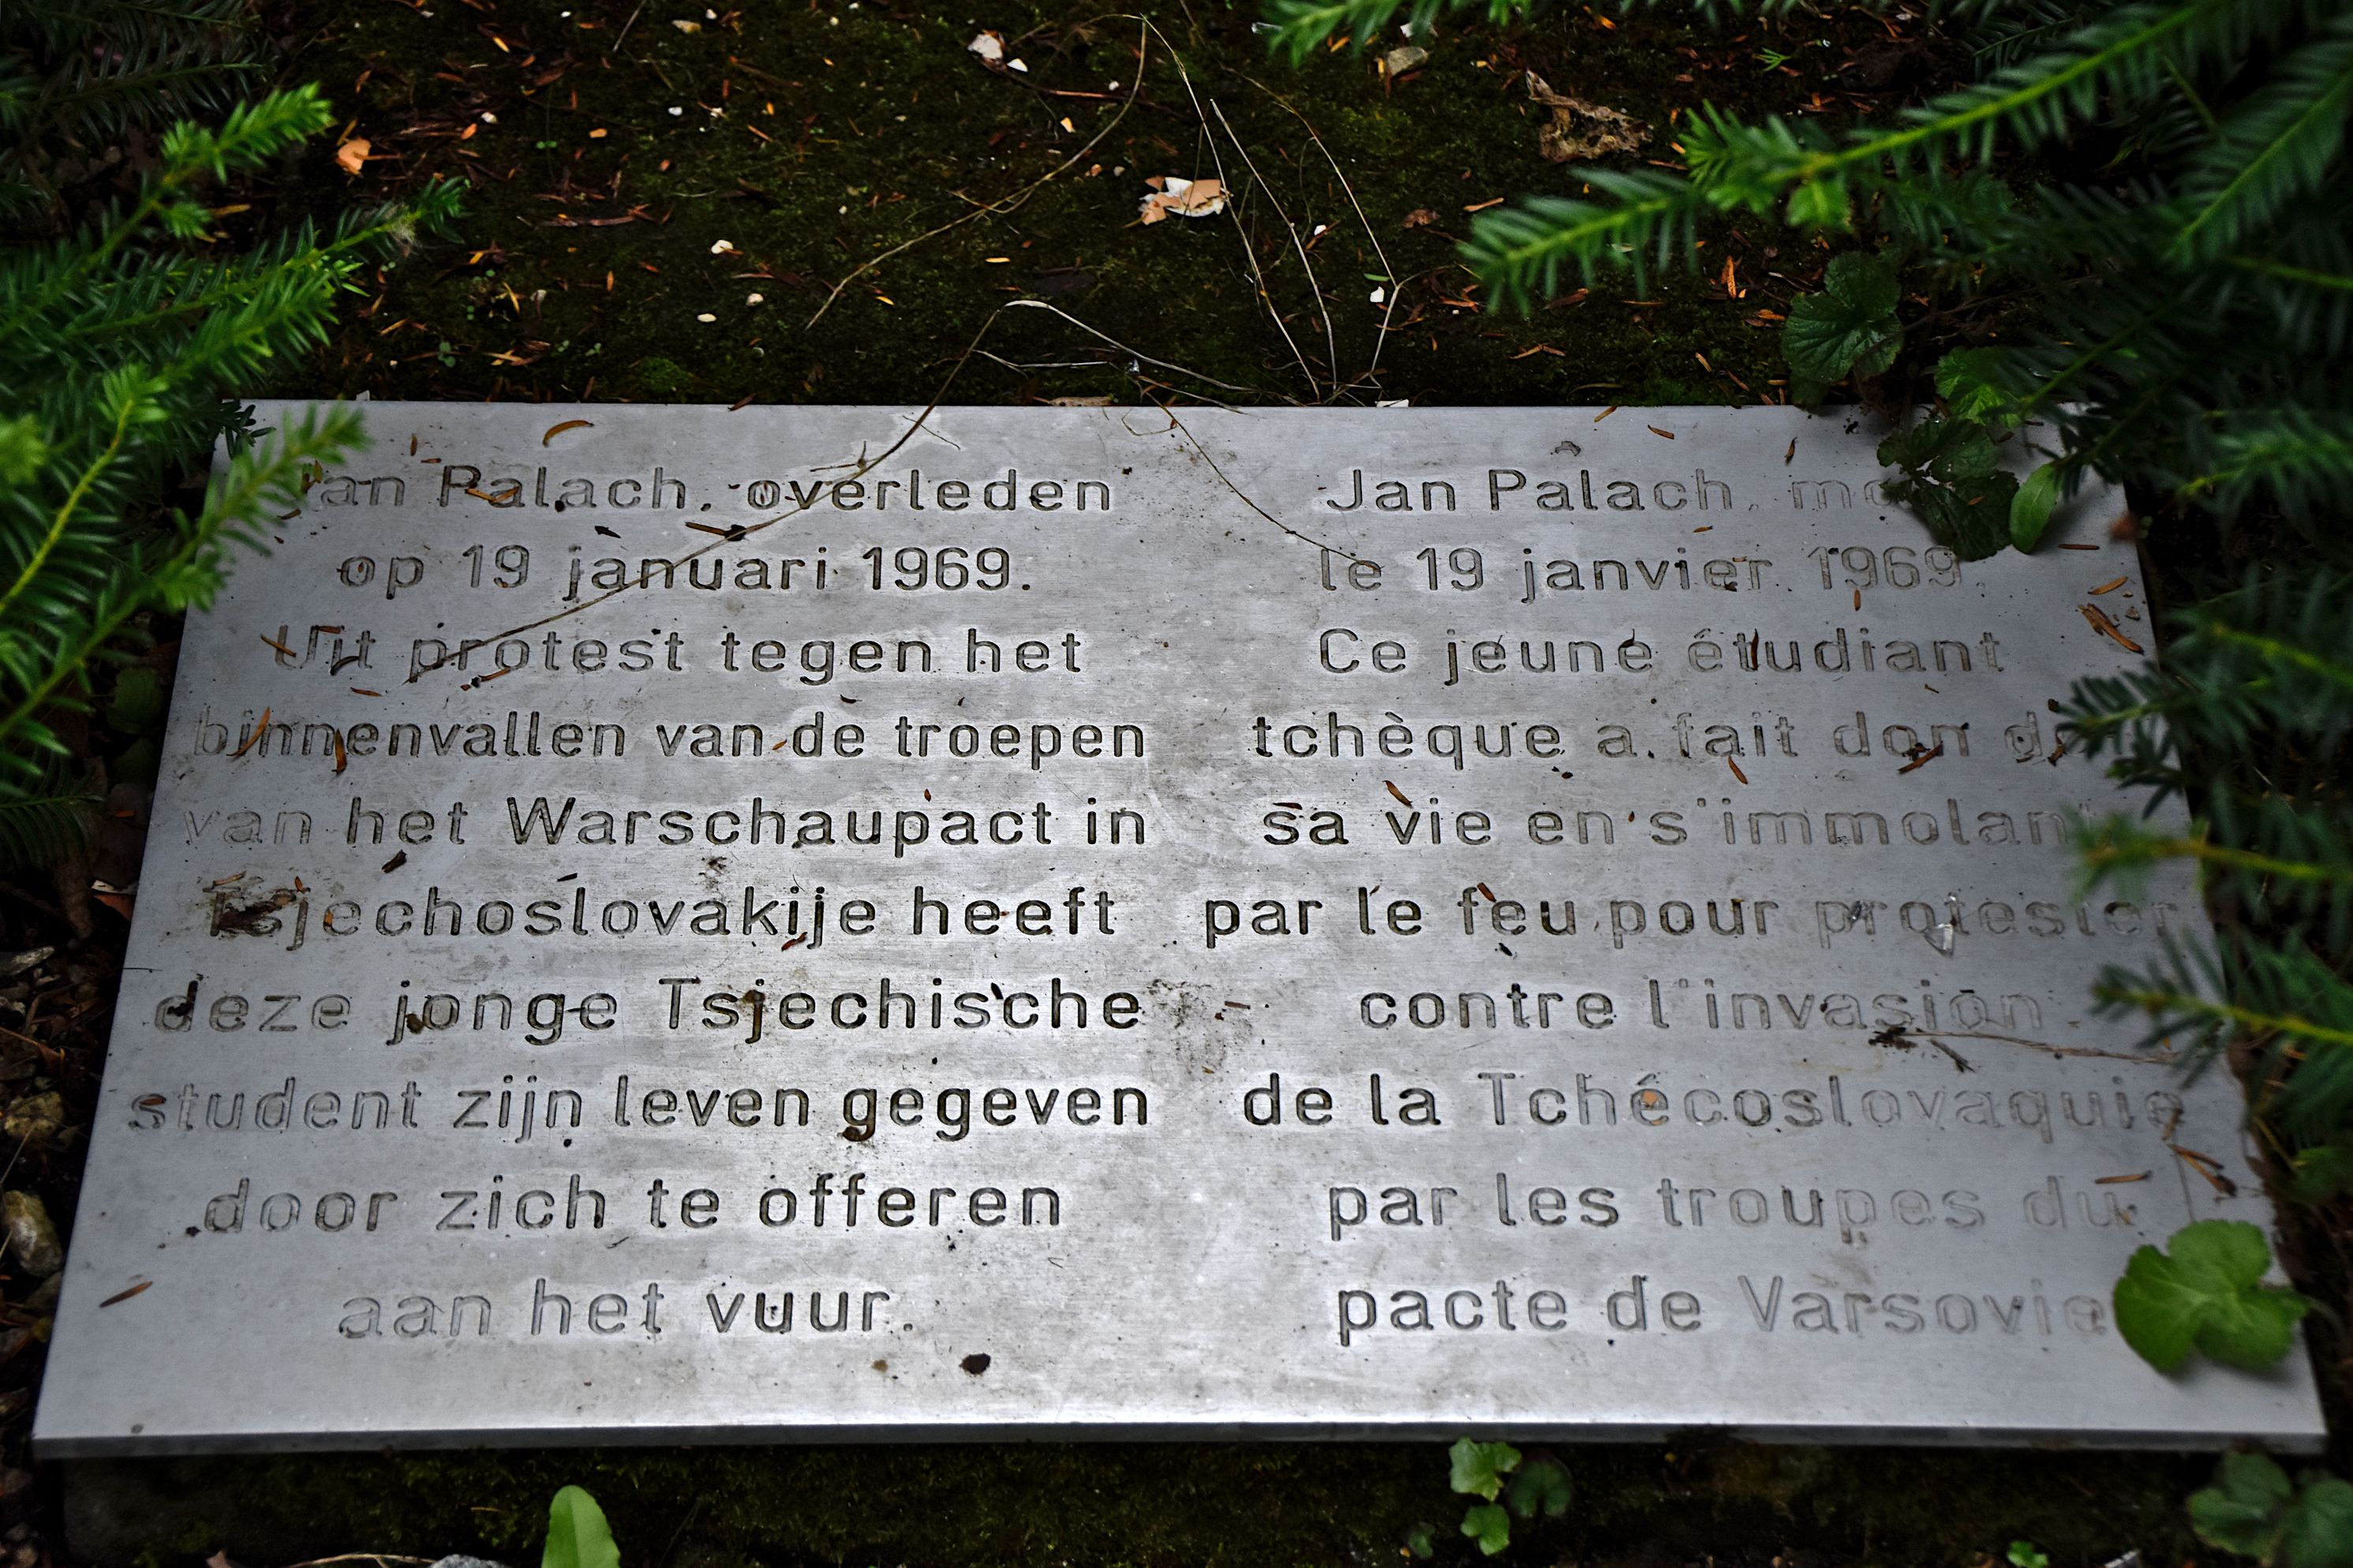 Jan Palach, overleden
op 19 januari 1969.
Uit protest tegen het
binnenvallen van de troepen
van het Warschaupact in
Tsjechoslovakije heeft
deze jonge Tsjechische
student zijn leven gegeven
door zich te offeren
aan het vuur.
Jan Palach,
le 19 janvier 1969.
Ce jeune étudiant
tchèque a fait don de
sa vie en s'immolant
par le feu pour protester
contre l'invasion
de la Tchécoslovaquie
par les troupes du
pacte de Varsovie